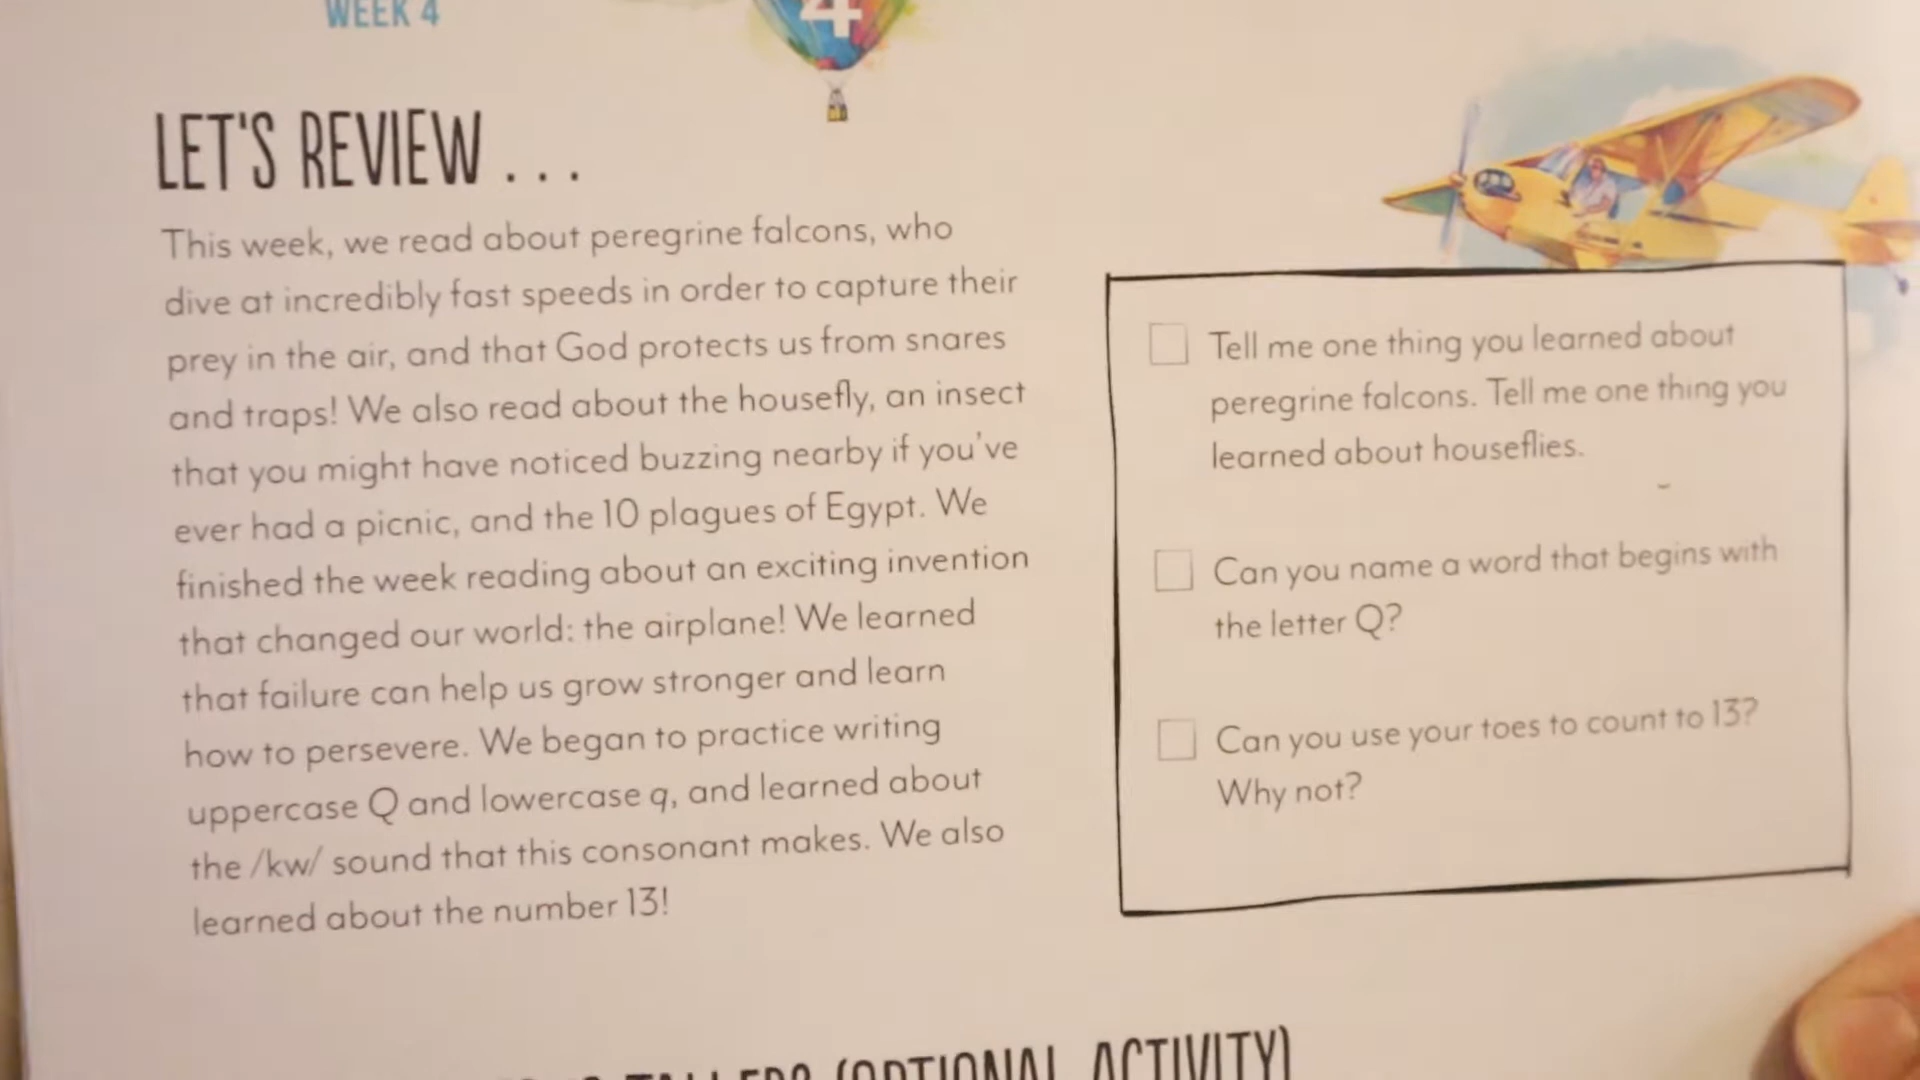 WEEK 4
4
LET'S REVIEW...
This week, we read about peregrine falcons, who
dive at incredibly fast speeds in order to capture their
prey in the air, and that God protects us from snares
and traps! We also read about the housefly, an insect
that you might have noticed buzzing nearby if you've
ever had a picnic, and the 10 plagues of Egypt. We
finished the week reading about an exciting invention
that changed our world: the airplane! We learned
that failure can help us grow stronger and learn
how to persevere. We began to practice writing
uppercase Q and lowercase q, and learned about
the /kw/ sound that this consonant makes. We also
learned about the number 13!
Tell me one thing you learned about
peregrine falcons. Tell me one thing you
learned about houseflies.
Can you name a word that begins with
the letter Q?
Can you use your toes to count to 13?
Why not?
(OPTIONAL ACTIVITY)